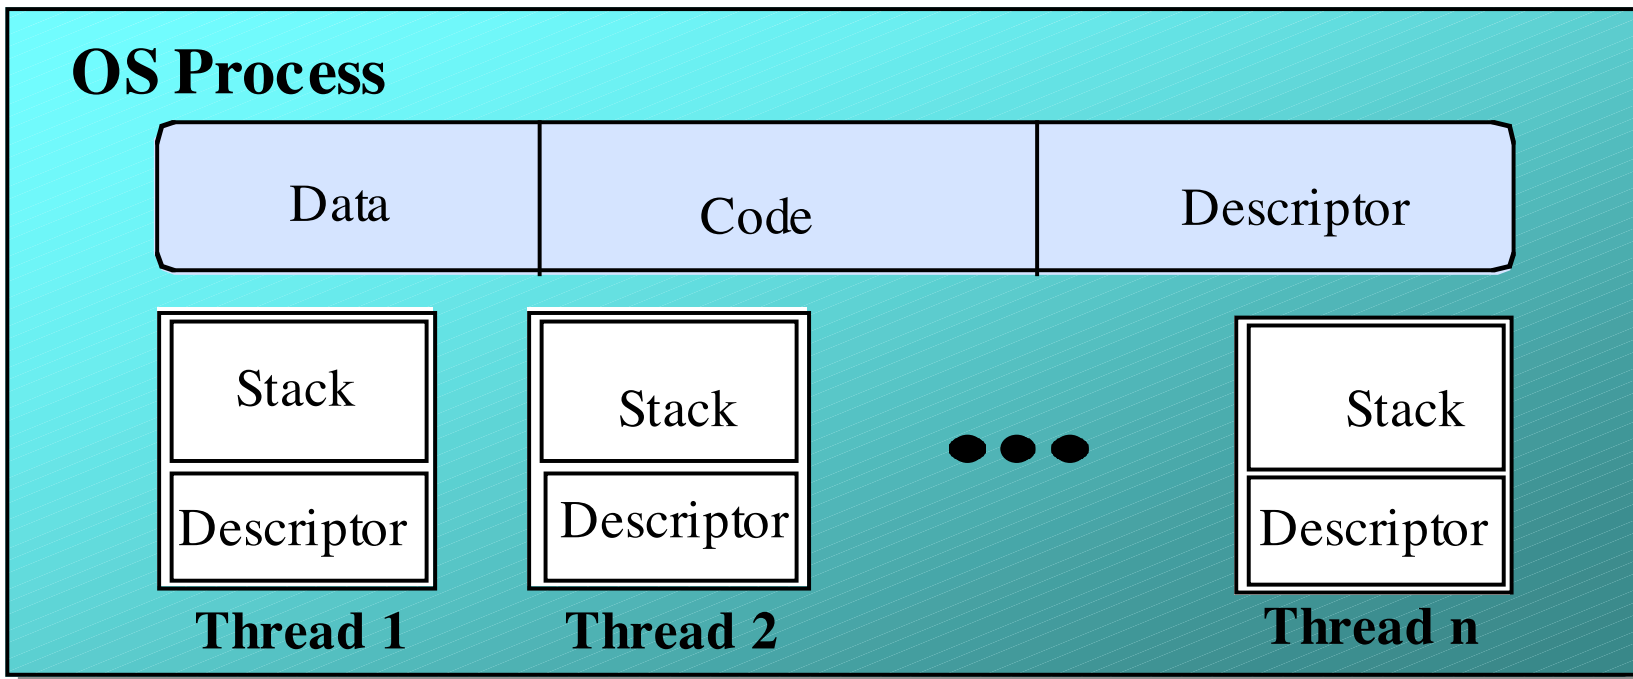 OS Process
Data Code Descriptor
Stack Stack Stack
Descriptor Descriptor Descriptor
Thread 1 Thread 2 Thread n